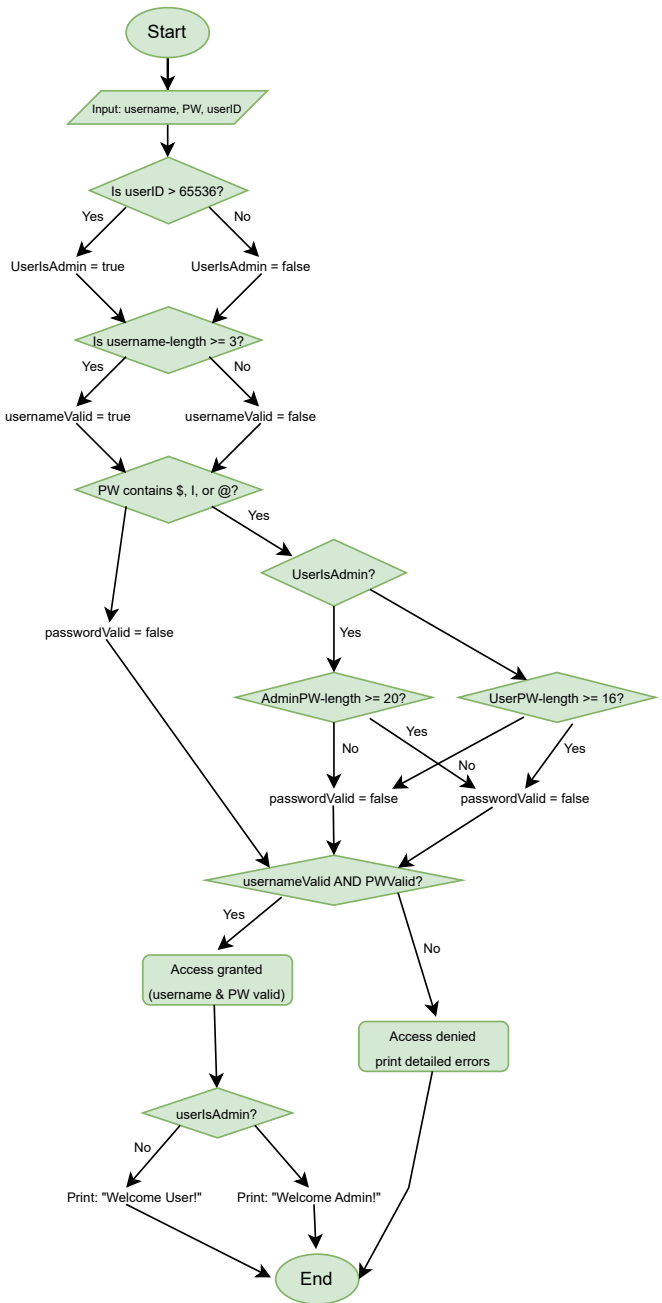 Start
Input: username, PW, userID
Is userID > 65536?
Yes
No
UserIsAdmin = true
UserIsAdmin = false
Is username-length >= 3?
Yes
No
usernameValid = true
usernameValid = false
PW contains $, I, or @?
Yes
UserIsAdmin?
passwordValid = false
Yes
AdminPW-length >= 20?
UserPW-length >= 16?
Yes
No
Yes
No
passwordValid = false
passwordValid = false
usernameValid AND PWValid?
Yes
No
Access granted
(username & PW valid)
Access denied
print detailed errors
userIsAdmin?
No
Print: "Welcome User!"
Print: "Welcome Admin!"
End